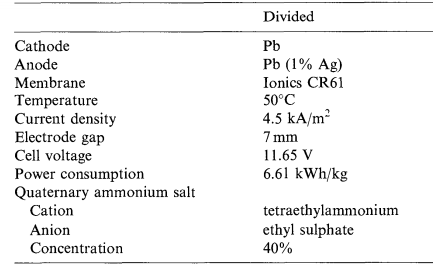 Divided
Cathode Pb
Anode Pb (1% Ag)
Membrane Ionics CR61
Temperature 50°C
Current density 4.5 kA/m²
Electrode gap 7 mm
Cell voltage 11.65 V
Power consumption 6.61 kWh/kg
Quaternary ammonium salt
Cation tetraethylammonium
Anion ethyl sulphate
Concentration 40%